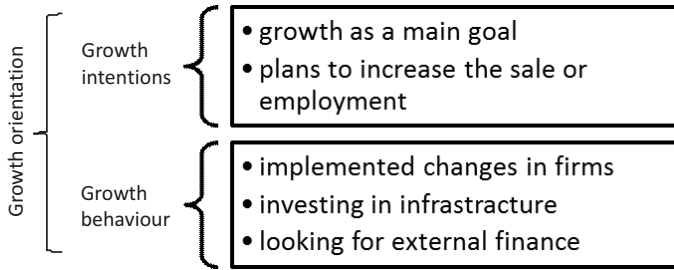 Growth orientation
Growth
intentions
• growth as a main goal
• plans to increase the sale or
employment
Growth
behaviour
• implemented changes in firms
• investing in infrastracture
• looking for external finance